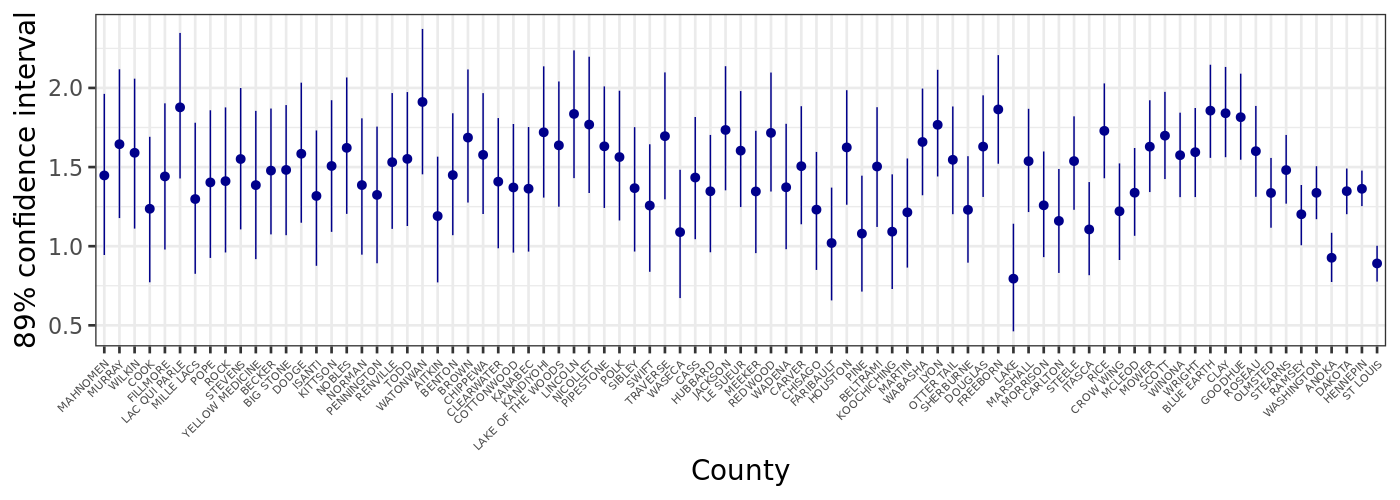 89% confidence interval
2.0
1.5
1.0
0.5
MAHNOMEN
MURRAY
WILKIN
COOK
FILLMORE
LAC QUI PARLE
MILLE LACS
POPE
ROCK
STEVENS
YELLOW MEDICINE
BECKER
BIG STONE
DODGE
ISANTI
KITTSON
NOBLES
NORMAN
PENNINGTON
RENVILLE
TODD
WATONWAN
AITKIN
BENTON
BROWN
CHIPPEWA
CLEARWATER
COTTONWOOD
KANABEC
KANDIYOHI
LAKE OF THE WOODS
LINCOLN
NICOLLET
PIPESTONE
POLK
SIBLEY
SWIFT
TRAVERSE
WASECA
CASS
HUBBARD
JACKSON
LE SUEUR
MEEKER
REDWOOD
WADENA
CARVER
CHISAGO
FARIBAULT
HOUSTON
PINE
BELTRAMI
KOOCHICHING
MARTIN
WABASHA
LYON
OTTER TAIL
SHERBURNE
DOUGLAS
FREEBORN
LAKE
MARSHALL
MORRISON
CARLTON
STEELE
ITASCA
RICE
CROW WING
MCLEOD
MOWER
SCOTT
WINONA
WRIGHT
BLUE EARTH
CLAY
GOODHUE
ROSEAU
OLMSTED
STEARNS
RAMSEY
WASHINGTON
ANOKA
DAKOTA
HENNEPIN
ST LOUIS
County